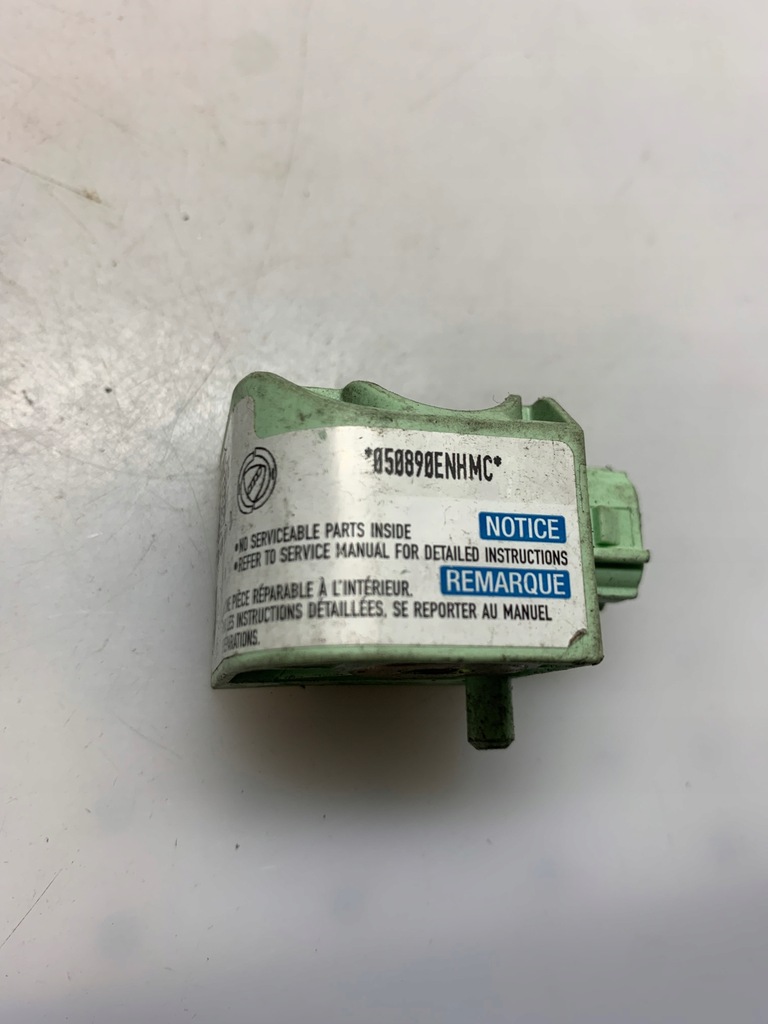 *050890ENHMC*
NOTICE
•NO SERVICEABLE PARTS INSIDE
•REFER TO SERVICE MANUAL FOR DETAILED INSTRUCTIONS
REMARQUE
PIÈCE RÉPARABLE À L'INTÉRIEUR.
INSTRUCTIONS DÉTAILLÉES, SE REPORTER AU MANUEL